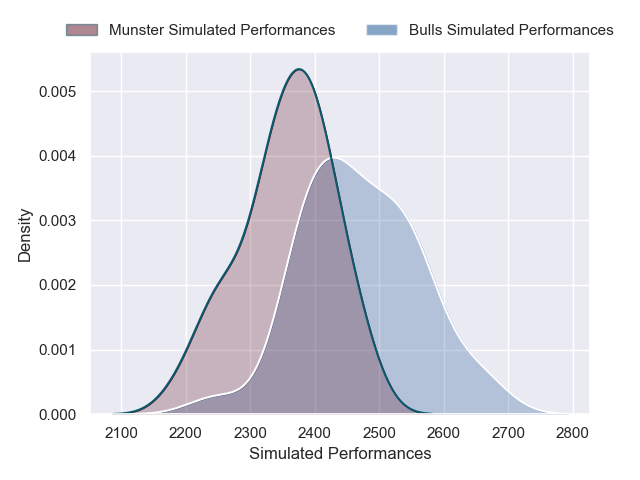 Munster Simulated Performances Bulls Simulated Performances
0.005
0.004
0.003
0.002
0.001
0.000
Density
2100 2200 2300 2400 2500 2600 2700 2800
Simulated Performances